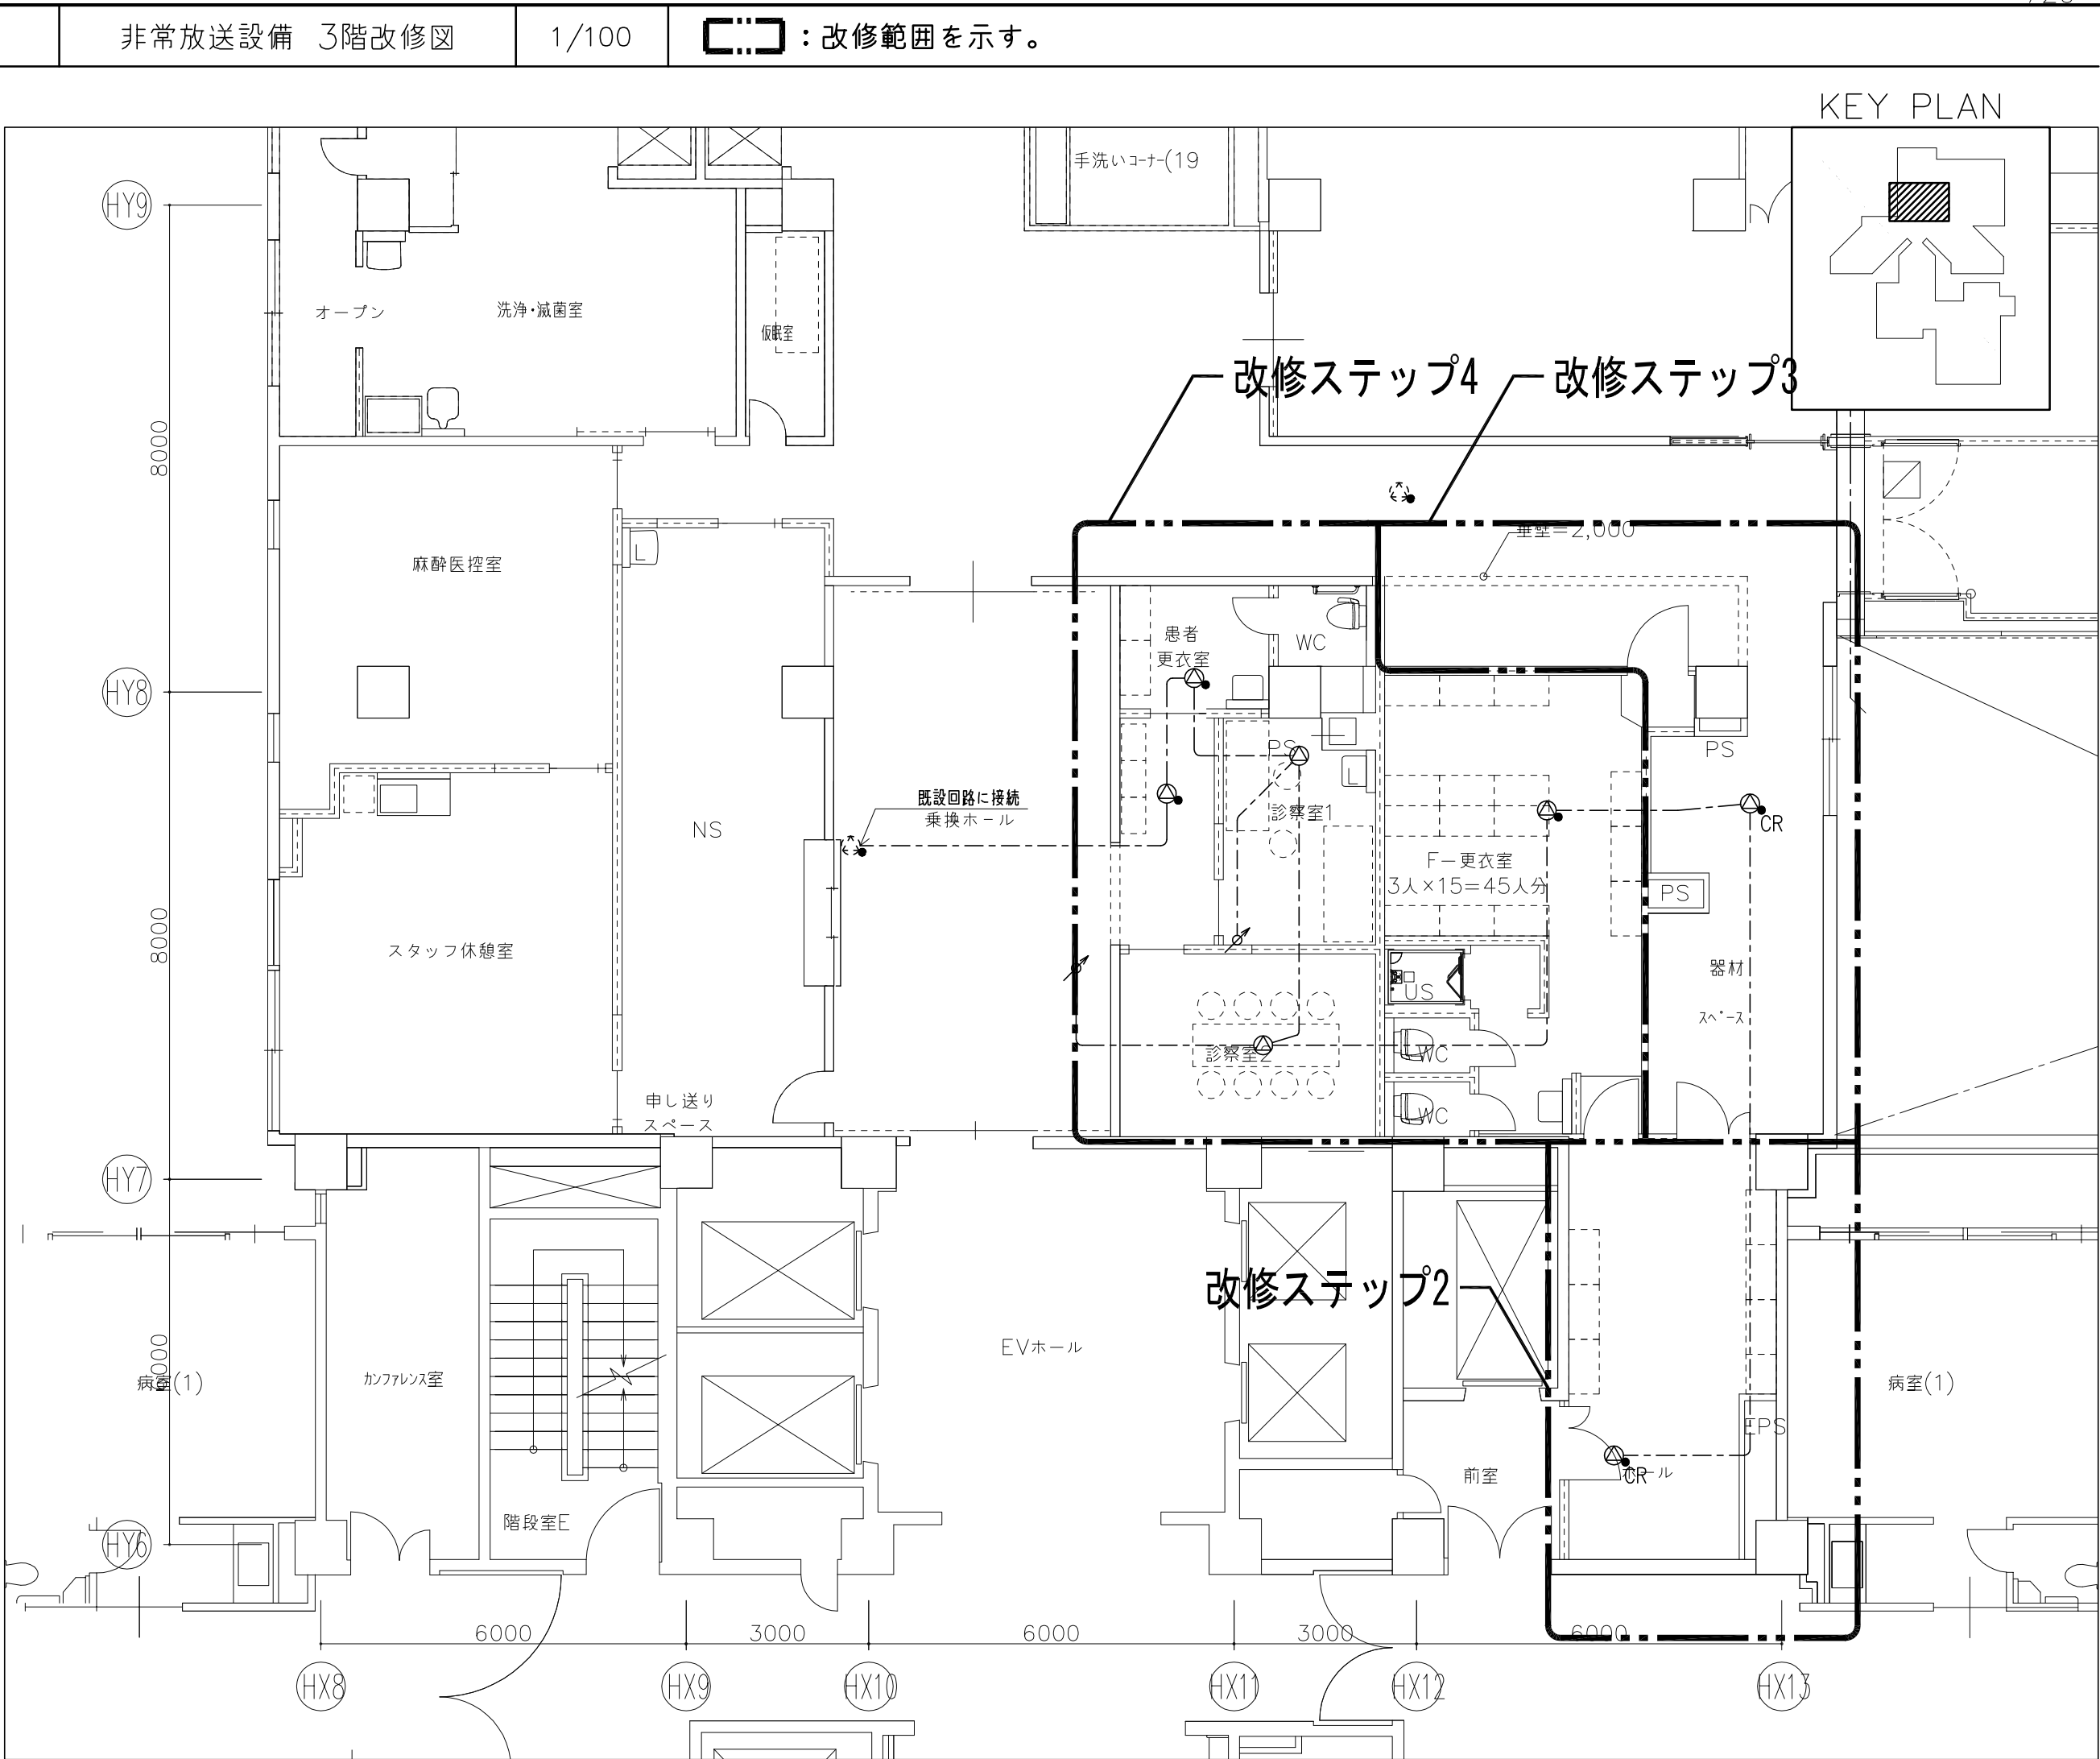 非常放送設備 3階改修図
1/100
：改修範囲を示す。
KEY PLAN
手洗いコーナー(19
HY9
オープン
洗浄・滅菌室
仮眠室
改修ステップ4
改修ステップ3
8000
垂壁=2,000
麻酔医控室
患者
更衣室
WC
HY8
PS
PS
既設回路に接続
乗換ホール
NS
診察室1
CR
F－更衣室
3人×15=45人分
PS
8000
スタッフ休憩室
器材
スペース
US
診察室2
WC
申し送り
スペース
WC
HY7
改修ステップ2
EVホール
病室(1)
カンファレンス室
病室(1)
EPS
前室
ホール
CR
階段室E
HY6
6000
3000
6000
3000
6000
HX8
HX9
HX10
HX11
HX12
HX13